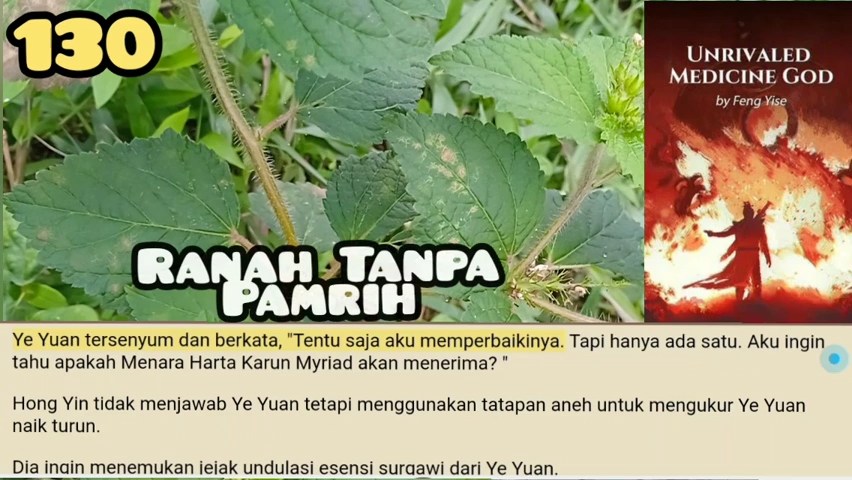 130
UNRIVALED
MEDICINE GOD
by Feng Yise
RANAH TANPA
PAMRIH
Ye Yuan tersenyum dan berkata, "Tentu saja aku memperbaikinya. Tapi hanya ada satu. Aku ingin
tahu apakah Menara Harta Karun Myriad akan menerima? "
Hong Yin tidak menjawab Ye Yuan tetapi menggunakan tatapan aneh untuk mengukur Ye Yuan
naik turun.
Dia ingin menemukan jejak undulasi esensi surgawi dari Ye Yuan.